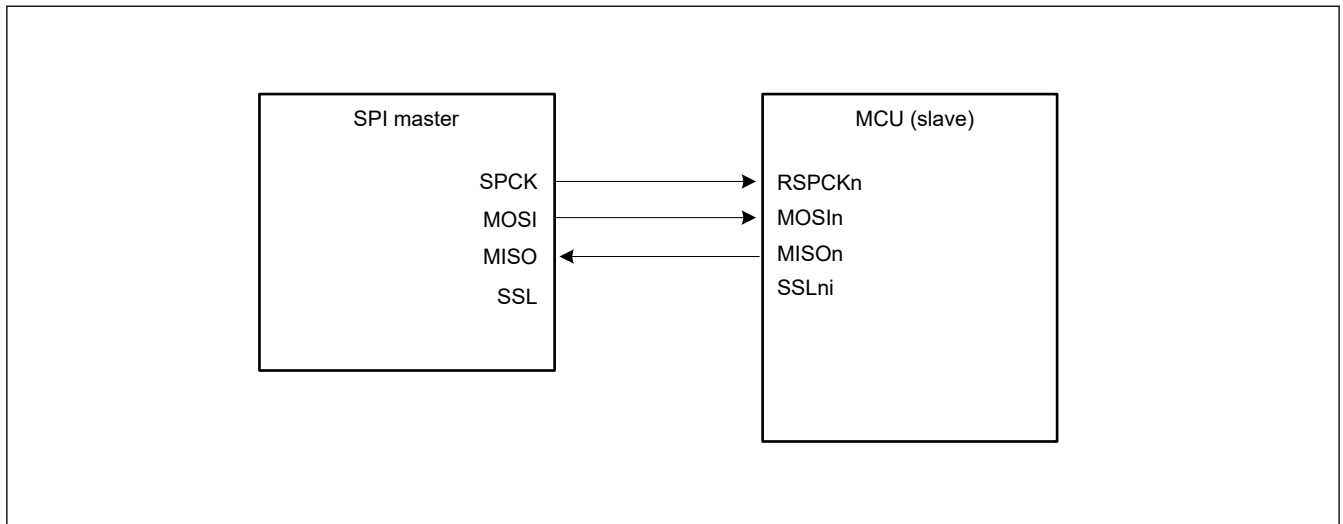 SPI master
SPCK
MOSI
MISO
SSL
MCU (slave)
RSPCKn
MOSIn
MISOn
SSLni